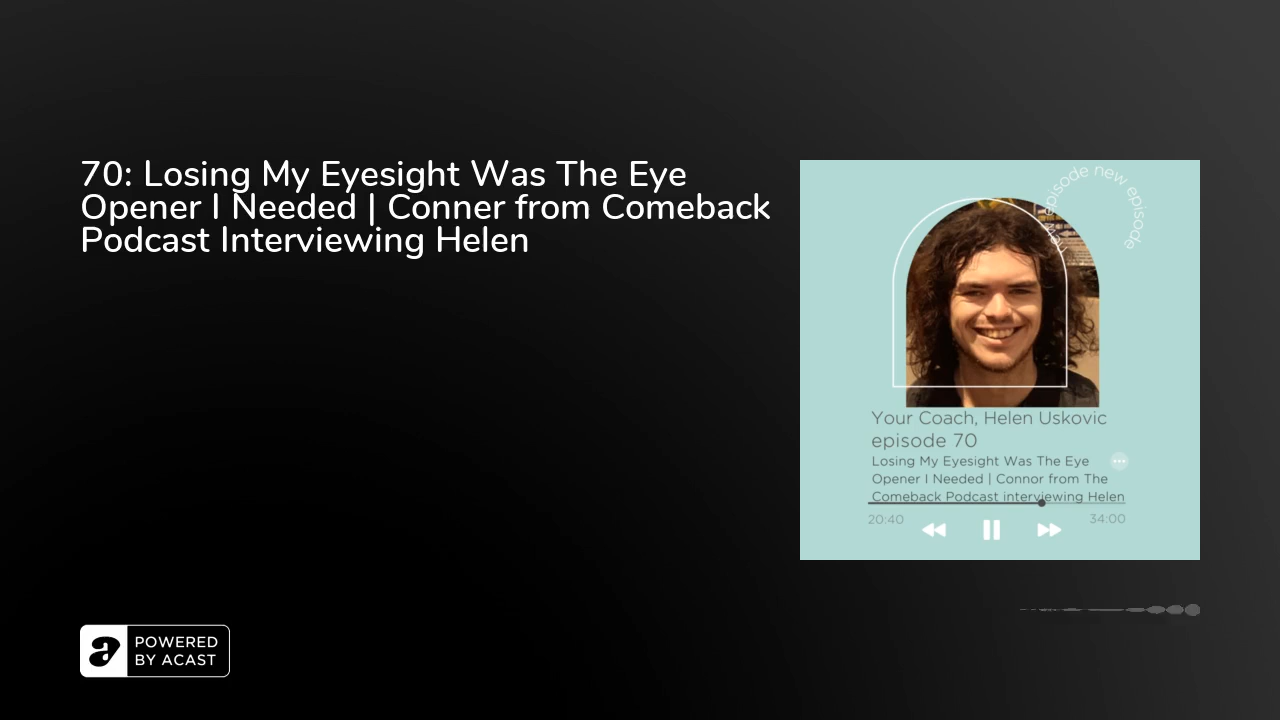 70: Losing My Eyesight Was The Eye
Opener I Needed | Conner from Comeback
Podcast Interviewing Helen
new episode new episode
Your Coach, Helen Uskovic
episode 70
Losing My Eyesight Was The Eye
Opener I Needed | Connor from The
Comeback Podcast interviewing Helen
20:40
34:00
a
POWERED
BY ACAST